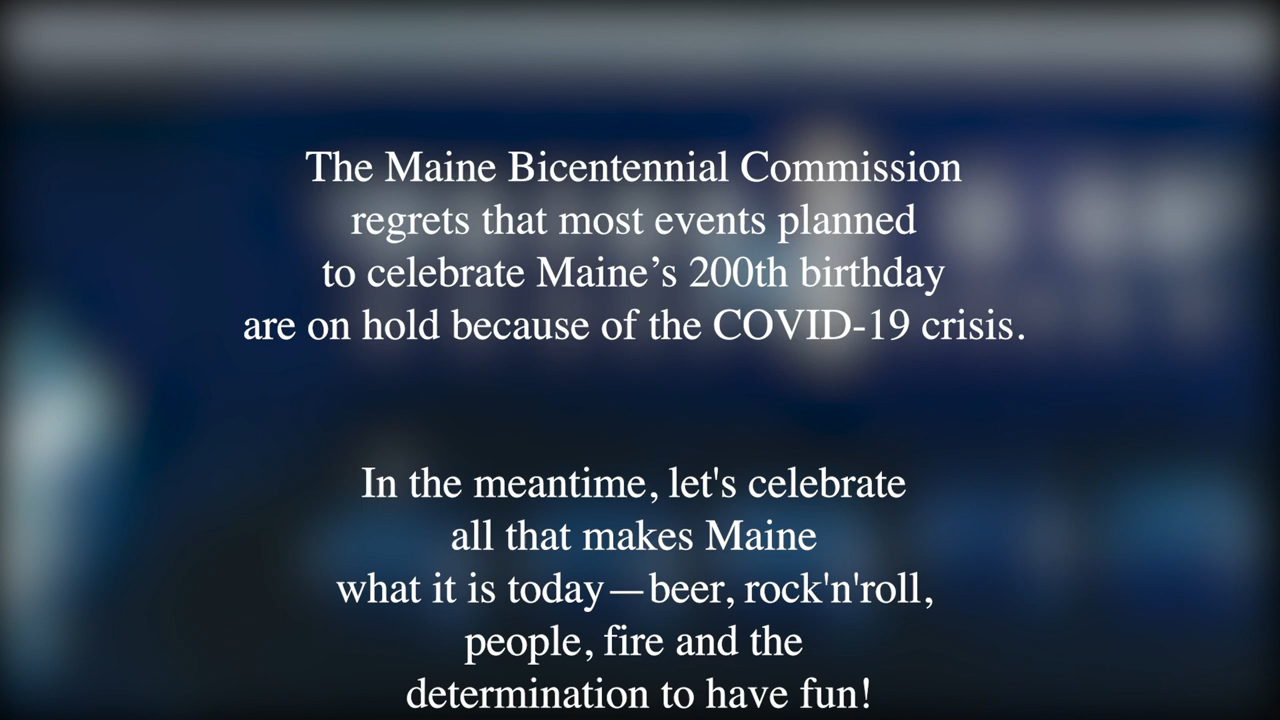 The Maine Bicentennial Commission
regrets that most events planned
to celebrate Maine’s 200th birthday
are on hold because of the COVID-19 crisis.
In the meantime, let's celebrate
all that makes Maine
what it is today—beer, rock'n'roll,
people, fire and the
determination to have fun!